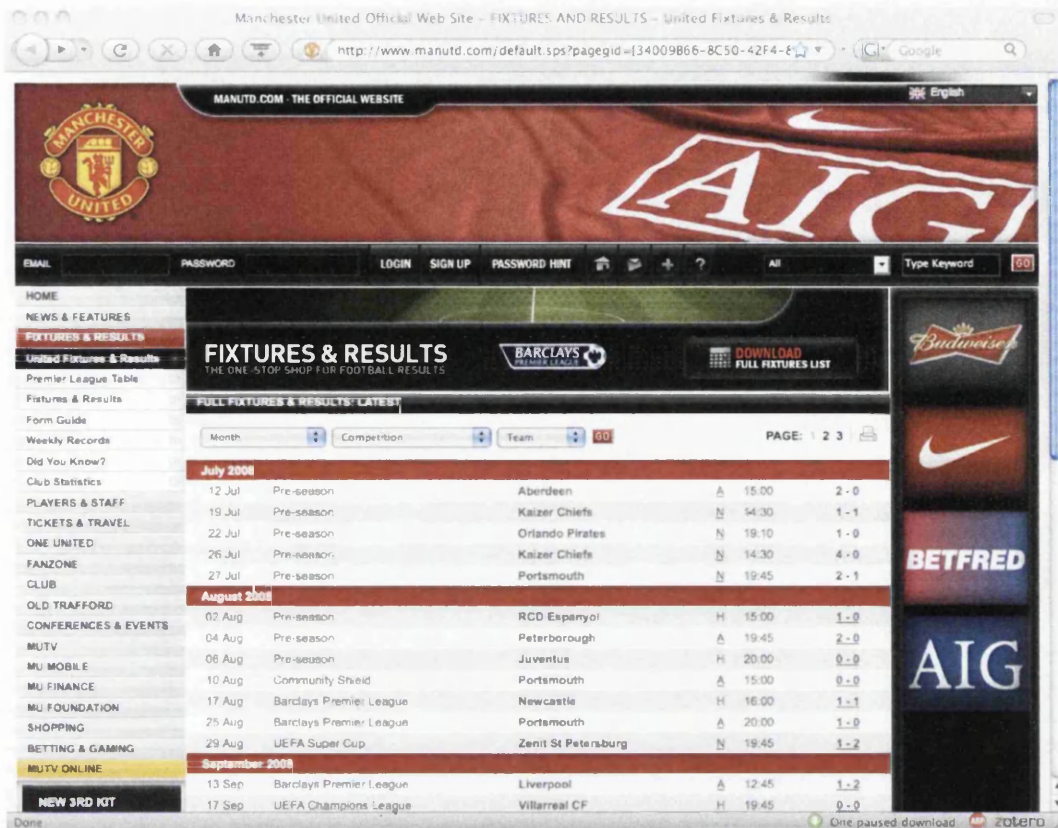 Manchester United Official Web Site – FIXTURES AND RESULTS – United Fixtures & Results
http://www.manutd.com/default.sps?pagegid={34009B66-8C50-42F4-8
Google
MANUTD.COM - THE OFFICIAL WEBSITE
English
MANCHESTER
UNITED
AIG
EMAIL PASSWORD LOGIN SIGN UP PASSWORD HINT + ? All Type Keyword GO
HOME
NEWS & FEATURES
FIXTURES & RESULTS
United Fixtures & Results
Premier League Table
Fixtures & Results
Form Guide
Weekly Records
Did You Know?
Club Statistics
PLAYERS & STAFF
TICKETS & TRAVEL
ONE UNITED
FANZONE
CLUB
OLD TRAFFORD
CONFERENCES & EVENTS
MUTV
MU MOBILE
MU FINANCE
MU FOUNDATION
SHOPPING
BETTING & GAMING
MUTV ONLINE
NEW 3RD KIT
FIXTURES & RESULTS
THE ONE-STOP SHOP FOR FOOTBALL RESULTS
BARCLAYS
PREMIER LEAGUE
DOWNLOAD
FULL FIXTURES LIST
FULL FIXTURES & RESULTS: LATEST
Month Competition Team GO PAGE: 1 2 3
July 2008
12 Jul Pre-season Aberdeen A 15:00 2 - 0
19 Jul Pre-season Kaizer Chiefs N 14:30 1 - 1
22 Jul Pre-season Orlando Pirates N 19:10 1 - 0
26 Jul Pre-season Kaizer Chiefs N 14:30 4 - 0
27 Jul Pre-season Portsmouth N 19:45 2 - 1
August 2008
02 Aug Pre-season RCD Espanyol H 15:00 1 - 0
04 Aug Pre-season Peterborough A 19:45 2 - 0
06 Aug Pre-season Juventus H 20:00 0 - 0
10 Aug Community Shield Portsmouth A 15:00 0 - 0
17 Aug Barclays Premier League Newcastle H 16:00 1 - 1
25 Aug Barclays Premier League Portsmouth A 20:00 1 - 0
29 Aug UEFA Super Cup Zenit St Petersburg N 19:45 1 - 2
September 2008
13 Sep Barclays Premier League Liverpool A 12:45 1 - 2
17 Sep UEFA Champions League Villarreal CF H 19:45 0 - 0
Budweiser
BETFRED
AIG
Done
One paused download
zotero